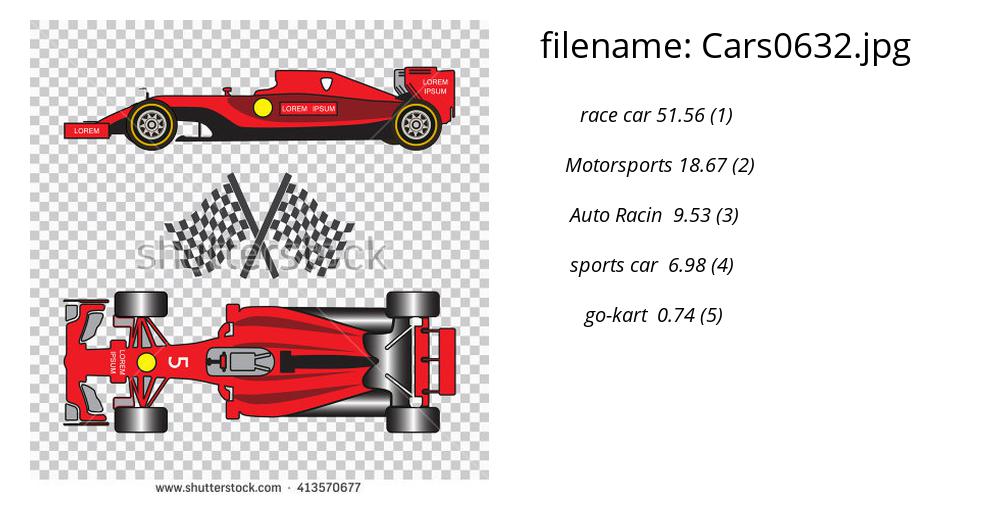 filename: Cars0632.jpg
race car 51.56 (1)
Motorsports 18.67 (2)
Auto Racin 9.53 (3)
sports car 6.98 (4)
go-kart 0.74 (5)
LOREM
IPSUM
LOREM IPSUM
LOREM
shutterstock
LOREM
IPSUM
5
www.shutterstock.com · 413570677